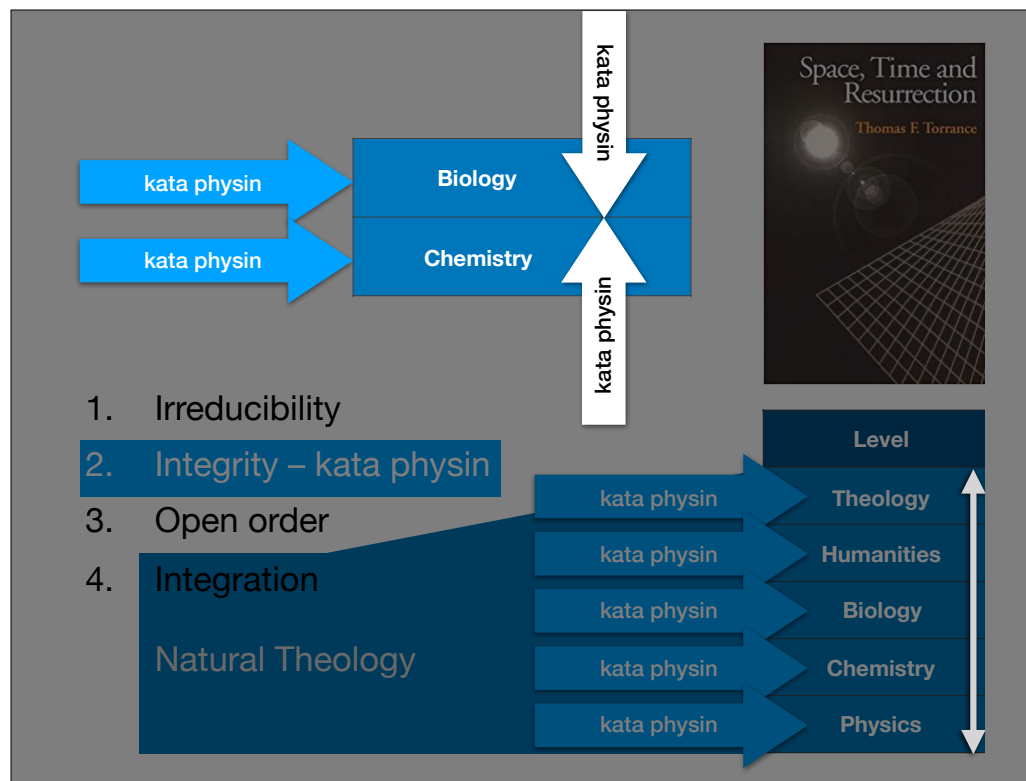 kata physin
Biology
kata physin
Chemistry
kata physin
kata physin
Space, Time and
Resurrection
Thomas F. Torrance
1. Irreducibility
2. Integrity – kata physin
3. Open order
4. Integration
Natural Theology
Level
kata physin
Theology
kata physin
Humanities
kata physin
Biology
kata physin
Chemistry
kata physin
Physics